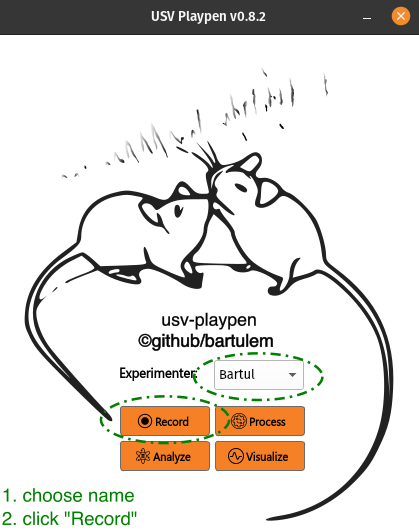 USV Playpen v0.8.2
usv-playpen
©github/bartulem
Experimenter: Bartul
Record Process
Analyze Visualize
1. choose name
2. click "Record"